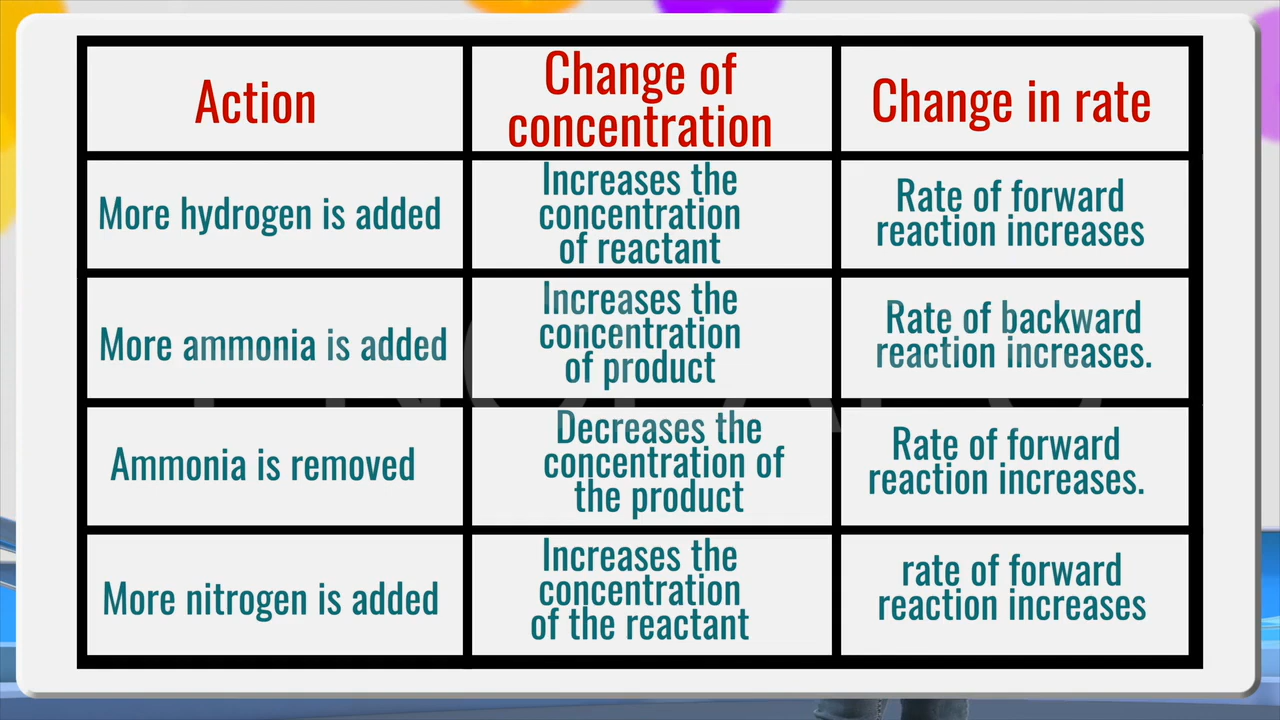 Action
Change of
concentration
Change in rate
More hydrogen is added
Increases the
concentration
of reactant
Rate of forward
reaction increases
More ammonia is added
Increases the
concentration
of product
Rate of backward
reaction increases.
Ammonia is removed
Decreases the
concentration of
the product
Rate of forward
reaction increases.
More nitrogen is added
Increases the
concentration
of the reactant
rate of forward
reaction increases